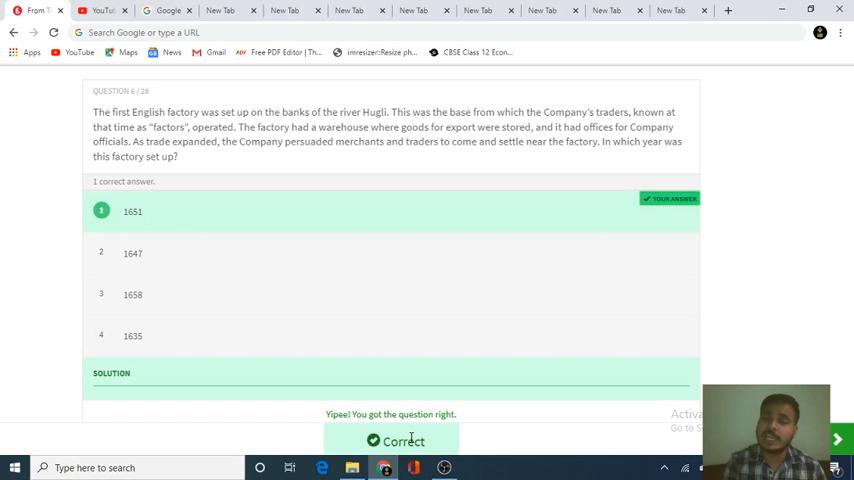 From T
YouTu
Google
New Tab
New Tab
New Tab
New Tab
New Tab
New Tab
New Tab
New Tab
Search Google or type a URL
Apps
YouTube
Maps
News
Gmail
PDF
Free PDF Editor | Th...
imresizer:Resize ph...
CBSE Class 12 Econ...
QUESTION 6 / 28
The first English factory was set up on the banks of the river Hugli. This was the base from which the Company's traders, known at
that time as "factors", operated. The factory had a warehouse where goods for export were stored, and it had offices for Company
officials. As trade expanded, the Company persuaded merchants and traders to come and settle near the factory. In which year was
this factory set up?
1 correct answer.
YOUR ANSWER
1 1651
2 1647
3 1658
4 1635
SOLUTION
Yipee! You got the question right.
Activa
Go to S
Correct
Type here to search